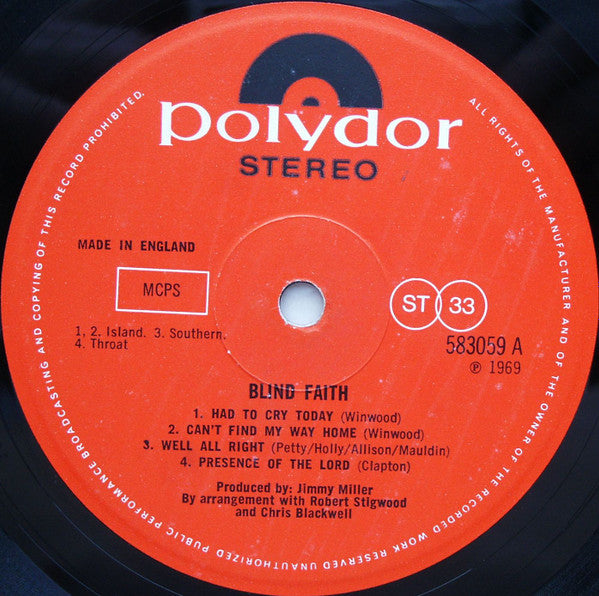 polydor
STEREO
MADE IN ENGLAND
MCPS
ST 33
1, 2. Island. 3. Southern.
4. Throat
583059 A
℗ 1969
BLIND FAITH
1. HAD TO CRY TODAY (Winwood)
2. CAN'T FIND MY WAY HOME (Winwood)
3. WELL ALL RIGHT (Petty/Holly/Allison/Mauldin)
4. PRESENCE OF THE LORD (Clapton)
Produced by: Jimmy Miller
By arrangement with Robert Stigwood
and Chris Blackwell
ALL RIGHTS OF THE MANUFACTURER AND OF THE OWNER OF THE RECORDED WORK RESERVED UNAUTHORIZED PUBLIC PERFORMANCE BROADCASTING AND COPYING OF THIS RECORD PROHIBITED.